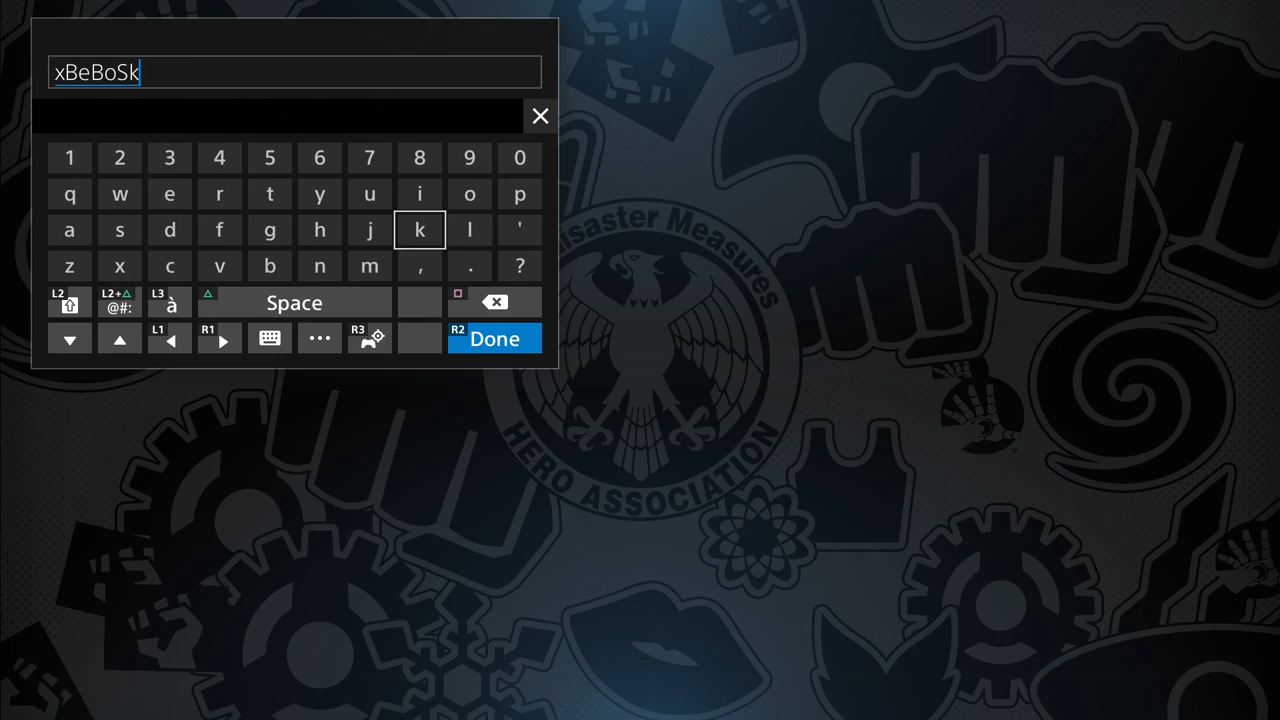 xBeBoSk
1 2 3 4 5 6 7 8 9 0
q w e r t y u i o p
a s d f g h j k l '
z x c v b n m , . ?
L2 L2+△ @#: L3 à △ Space
L1 R1 ... R3 R2 Done
Disaster Measures
HERO ASSOCIATION